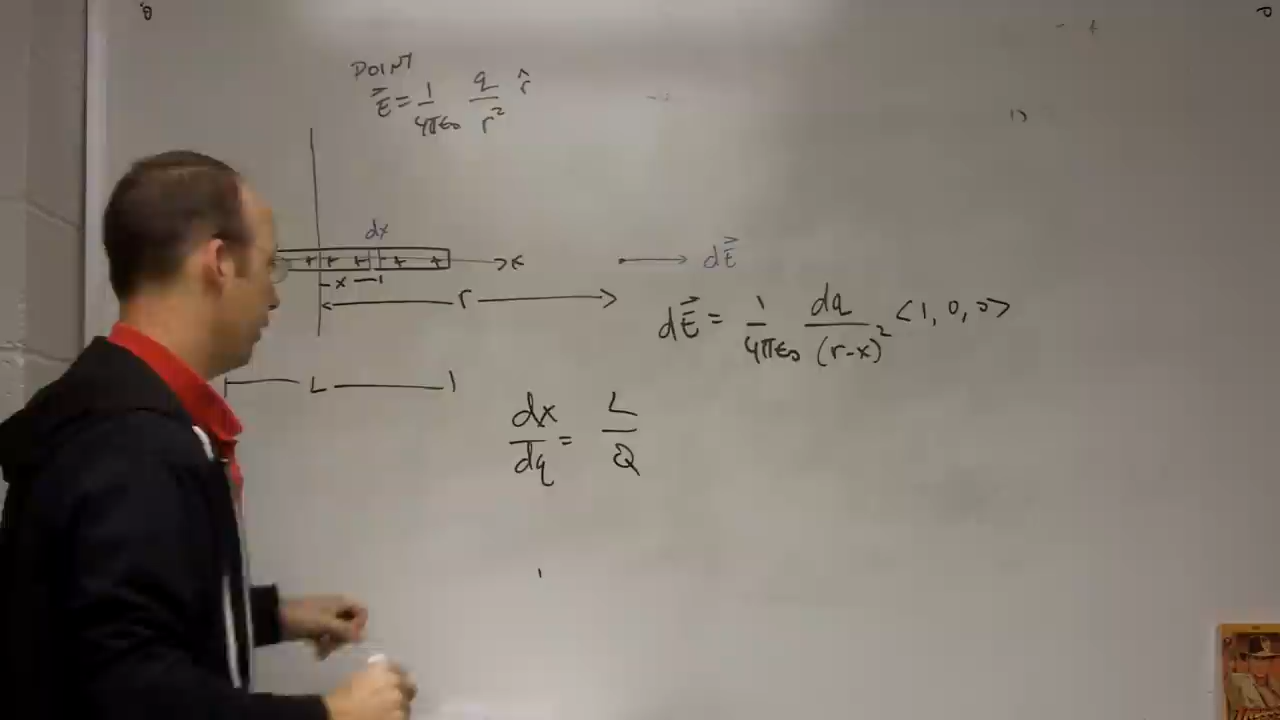 POINT
E⃗ = 1/4πε₀ q/r² r̂
dx
+ + + + +
x
dE⃗
x
r
dE⃗ = 1/4πε₀ dq/(r-x)² <1, 0, 0>
L
dx/dq = L/Q